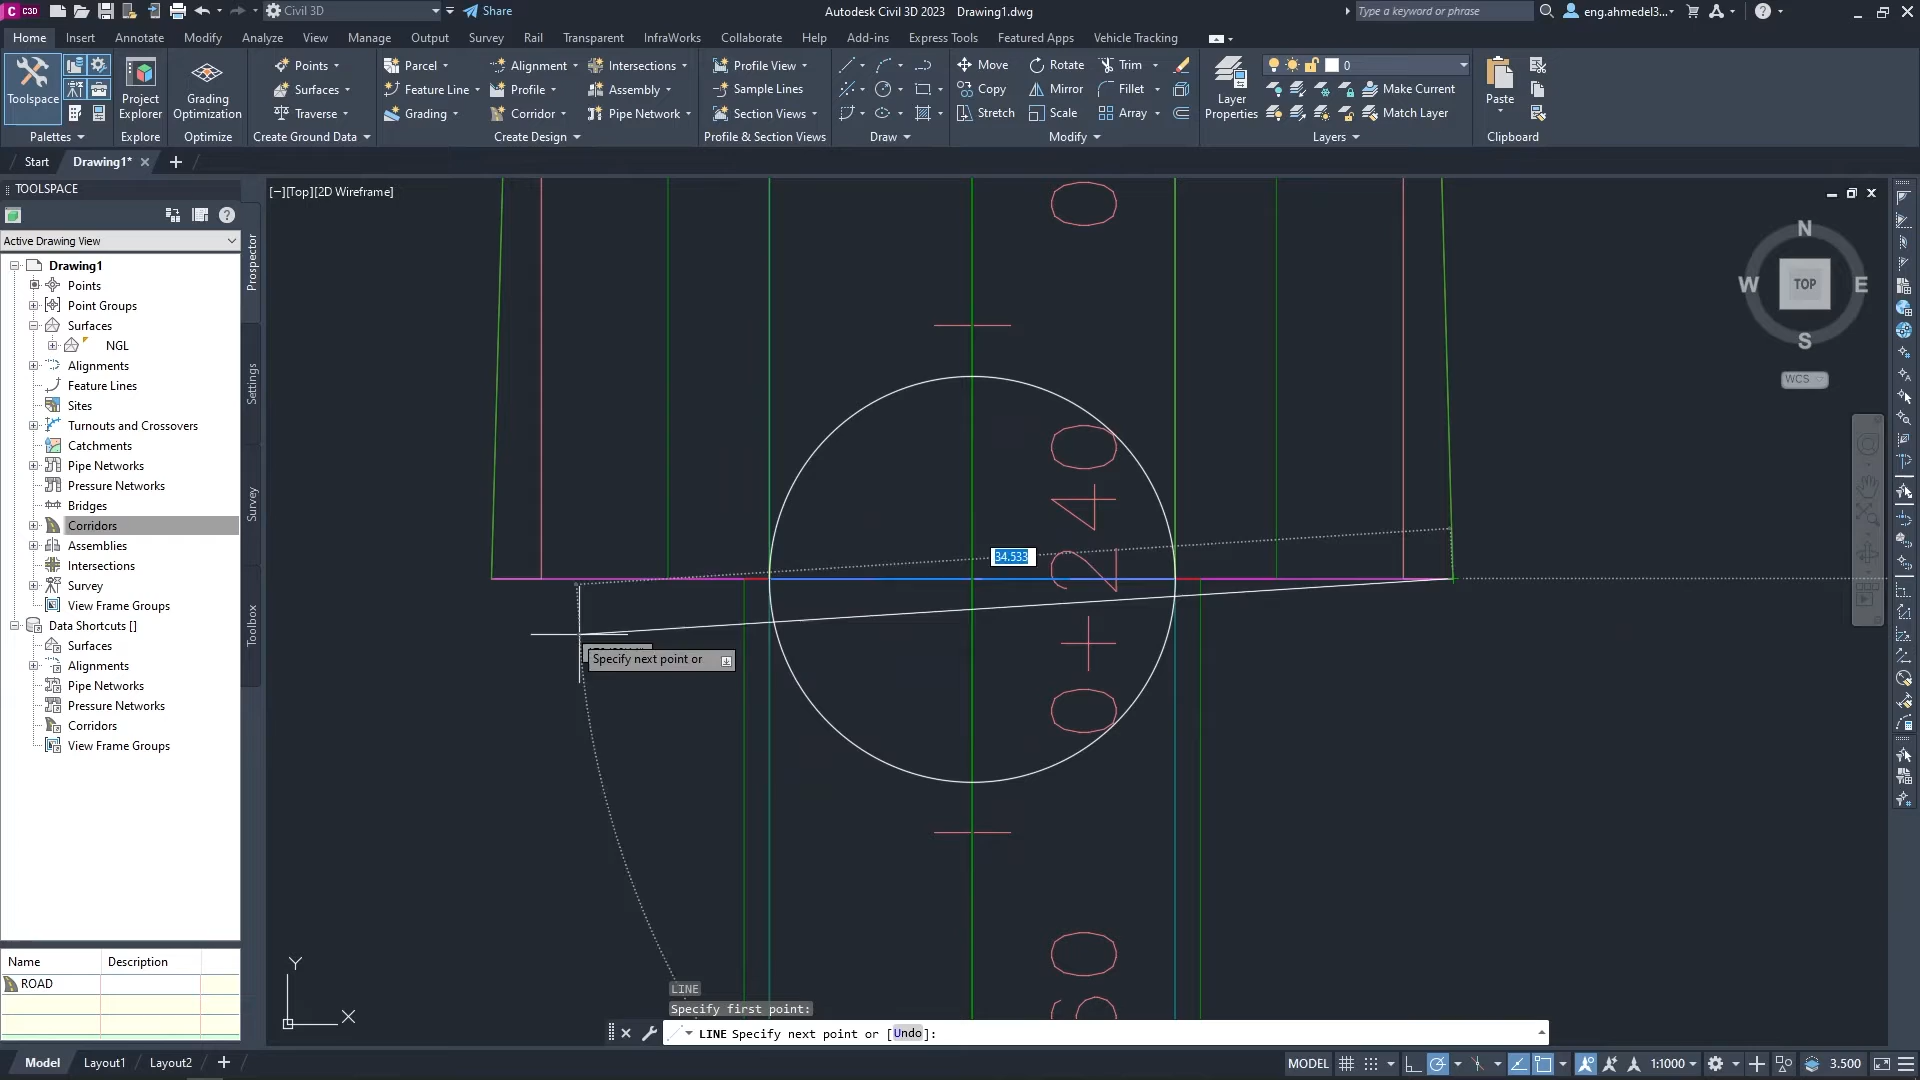 C3D
Civil 3D
Share
Autodesk Civil 3D 2023 Drawing1.dwg
Type a keyword or phrase
eng.ahmedel3...
Home Insert Annotate Modify Analyze View Manage Output Survey Rail Transparent InfraWorks Collaborate Help Add-ins Express Tools Featured Apps Vehicle Tracking
Points Parcel Alignment Intersections Profile View Move Rotate Trim 0
Surfaces Feature Line Profile Assembly Sample Lines Copy Mirror Fillet Make Current
Toolspace Project Explorer Grading Optimization Layer Properties Paste
Traverse Grading Corridor Pipe Network Section Views Stretch Scale Array Match Layer
Palettes Explore Optimize Create Ground Data Create Design Profile & Section Views Draw Modify Layers Clipboard
Start Drawing1*
TOOLSPACE
[−][Top][2D Wireframe]
Active Drawing View
Prospector
Settings
Survey
Toolbox
Drawing1
Points
Point Groups
Surfaces
NGL
Alignments
Feature Lines
Sites
Turnouts and Crossovers
Catchments
Pipe Networks
Pressure Networks
Bridges
Corridors
Assemblies
Intersections
Survey
View Frame Groups
Data Shortcuts []
Surfaces
Alignments
Pipe Networks
Pressure Networks
Corridors
View Frame Groups
Name Description
ROAD
N
W TOP E
S
WCS
0
0+240
34.533
Specify next point or
60
Y
X
LINE
Specify first point:
LINE Specify next point or [Undo]:
Model Layout1 Layout2
MODEL 1:1000 3.500